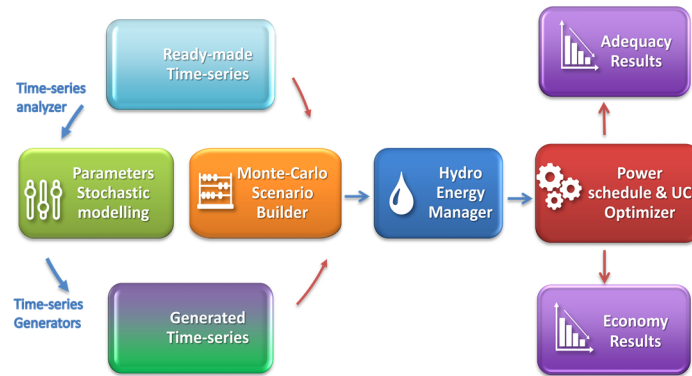 Ready-made
Time-series
Adequacy
Results
Time-series
analyzer
Parameters
Stochastic
modelling
Monte-Carlo
Scenario
Builder
Hydro
Energy
Manager
Power
schedule & UC
Optimizer
Time-series
Generators
Generated
Time-series
Economy
Results